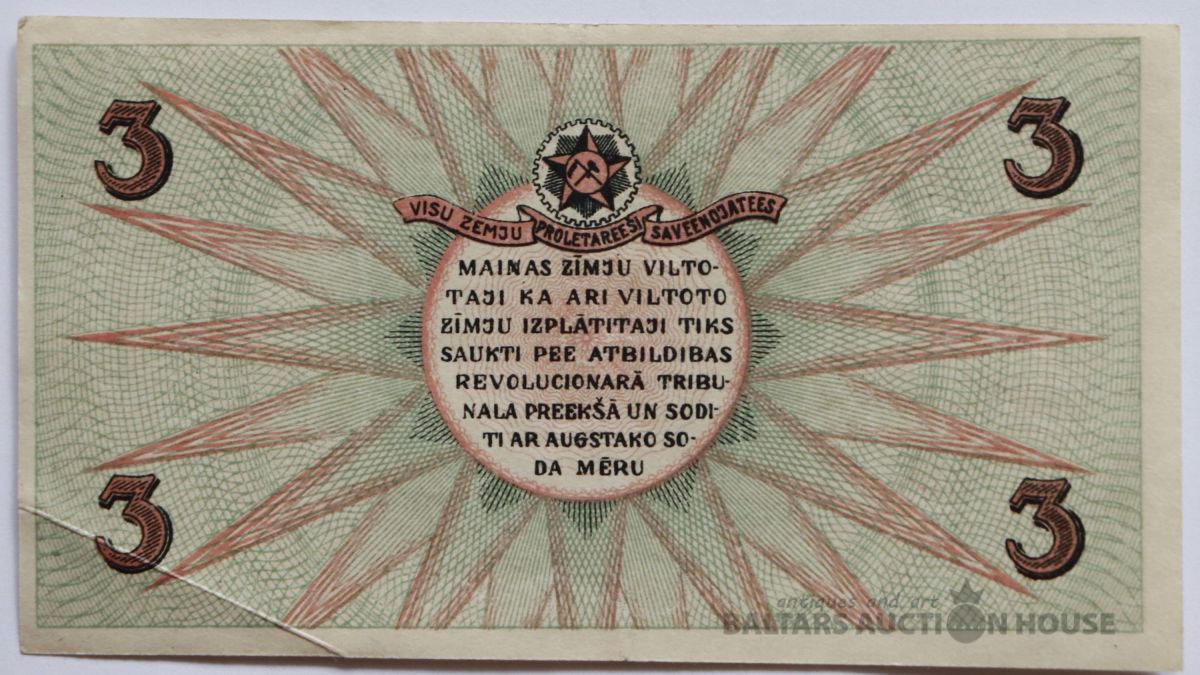 3
3
VISU ZEMJU PROLETAREEŠI SAVEENOJATEES
MAIŅAS ZĪMJU VILTO-
TAJI KA ARI VILTOTO
ZĪMJU IZPLĀTITAJI TIKS
SAUKTI PEE ATBILDIBAS
REVOLUCIONARĀ TRIBU-
NALA PREEKŠĀ UN SODI-
TI AR AUGSTAKO SO-
DA MĒRU
3
3
antiques and art
BALTARS AUCTION HOUSE